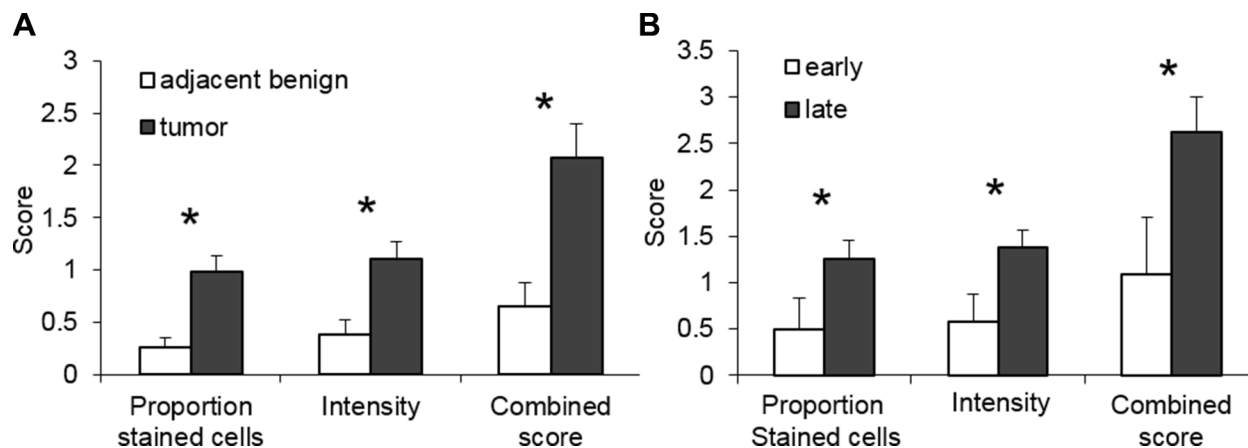 A
3
2.5
2
1.5
1
0.5
0
Score
adjacent benign
tumor
*
*
*
Proportion
stained cells
Intensity
Combined
score
B
3.5
3
2.5
2
1.5
1
0.5
0
Score
early
late
*
*
*
Proportion
Stained cells
Intensity
Combined
score